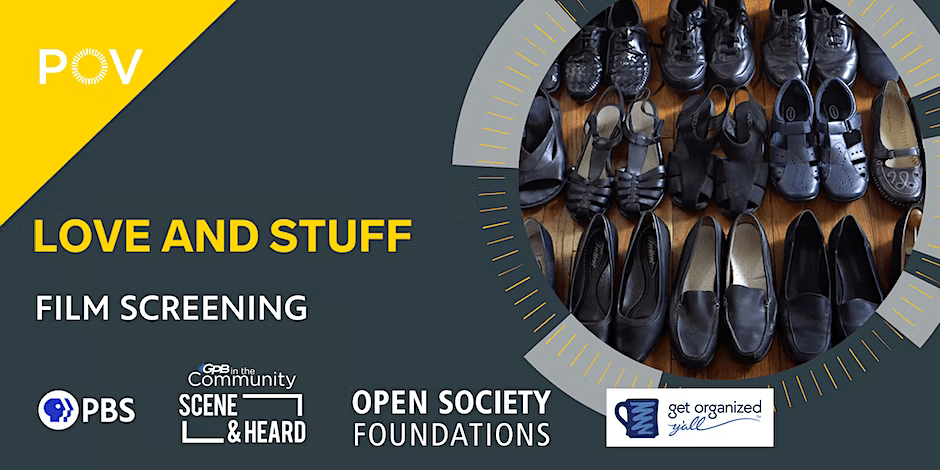 POV
LOVE AND STUFF
FILM SCREENING
PBS
GPB in the
Community
SCENE
& HEARD
OPEN SOCIETY
FOUNDATIONS
get organized
y'all